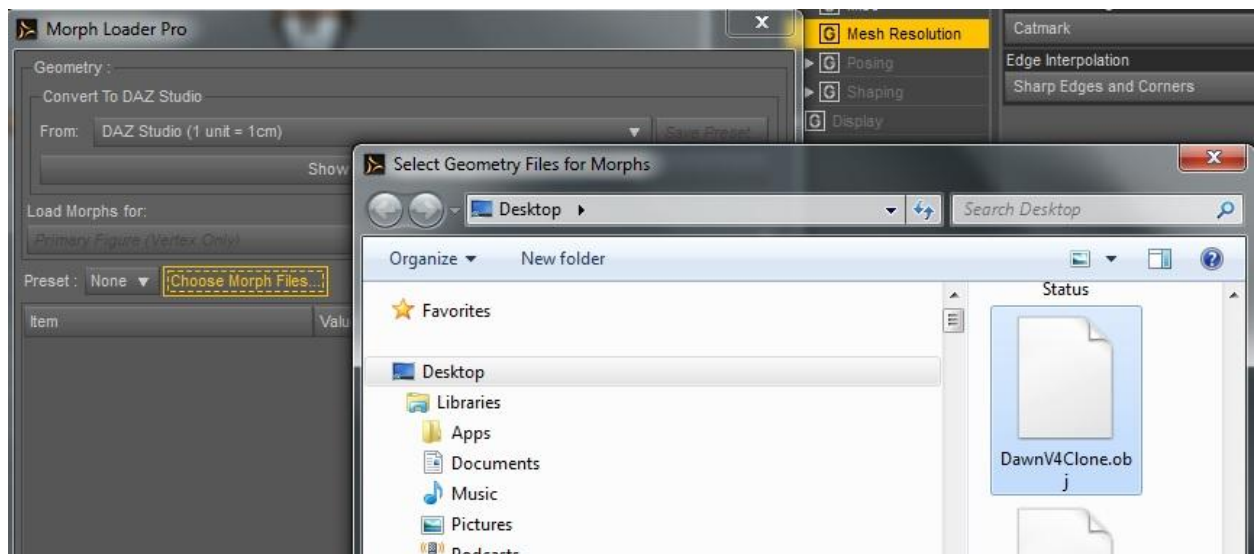 Morph Loader Pro
X
Geometry :
Convert To DAZ Studio
From: DAZ Studio (1 unit = 1cm)
Save Preset
Show
Load Morphs for:
Primary Figure (Vertex Only)
Preset : None Choose Morph Files...
Item Valu
G Mesh Resolution
G Posing
G Shaping
G Display
Catmark
Edge Interpolation
Sharp Edges and Corners
Select Geometry Files for Morphs
X
Desktop
Search Desktop
Organize New folder
Favorites
Desktop
Libraries
Apps
Documents
Music
Pictures
Podcasts
Status
DawnV4Clone.ob
j